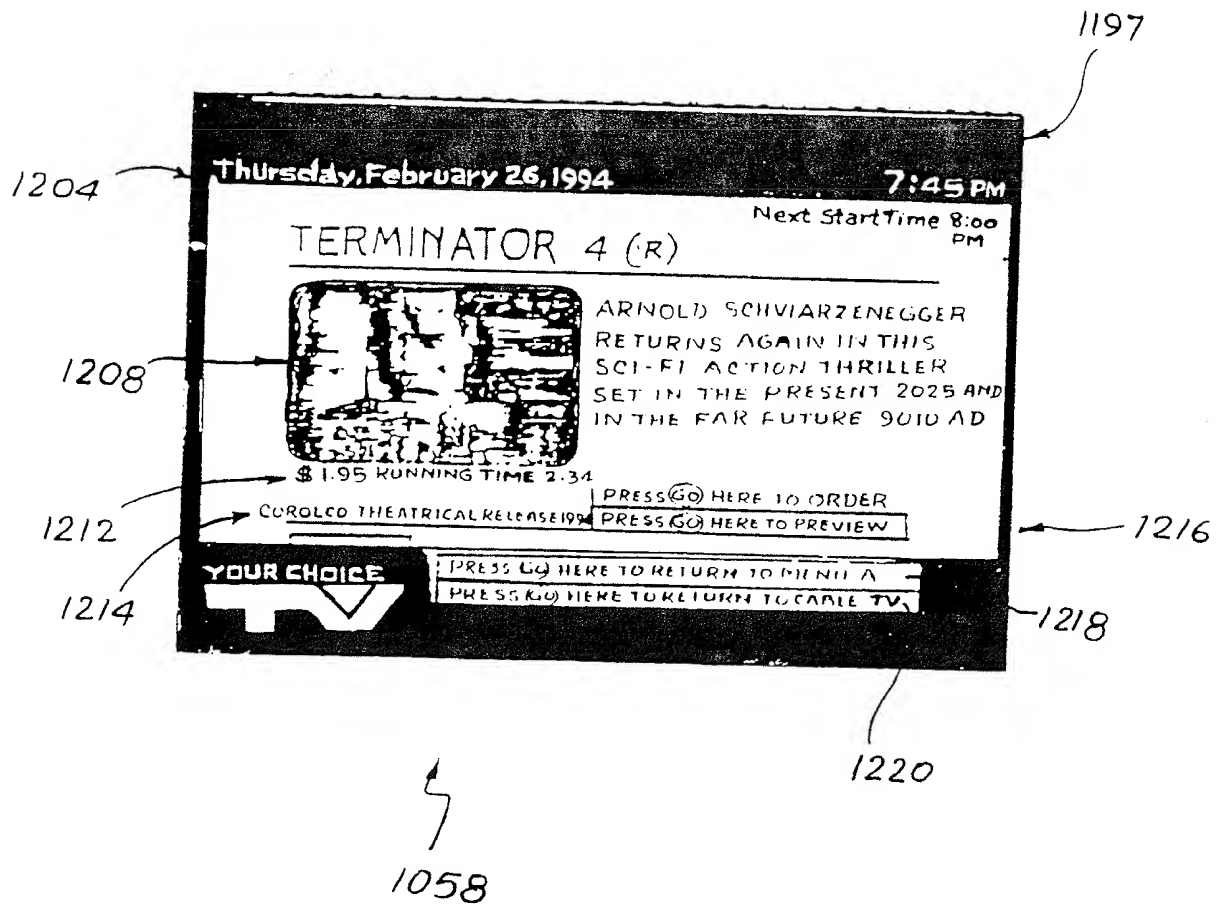 1197
Thursday, February 26, 1994 7:45 PM
1204
Next Start Time 8:00 PM
TERMINATOR 4 (R)
ARNOLD SCHVIARZENEGGER
RETURNS AGAIN IN THIS
SCI-FI ACTION THRILLER
SET IN THE PRESENT 2025 AND
IN THE FAR FUTURE 9010 AD
1208
$1.95 RUNNING TIME 2.34
PRESS GO HERE TO ORDER
1212
COROLCO THEATRICAL RELEASE 199
PRESS GO HERE TO PREVIEW
1216
1214
YOUR CHOICE
TV
PRESS GO HERE TO RETURN TO MENU A
PRESS GO HERE TO RETURN TO CABLE TV
1218
1220
1058